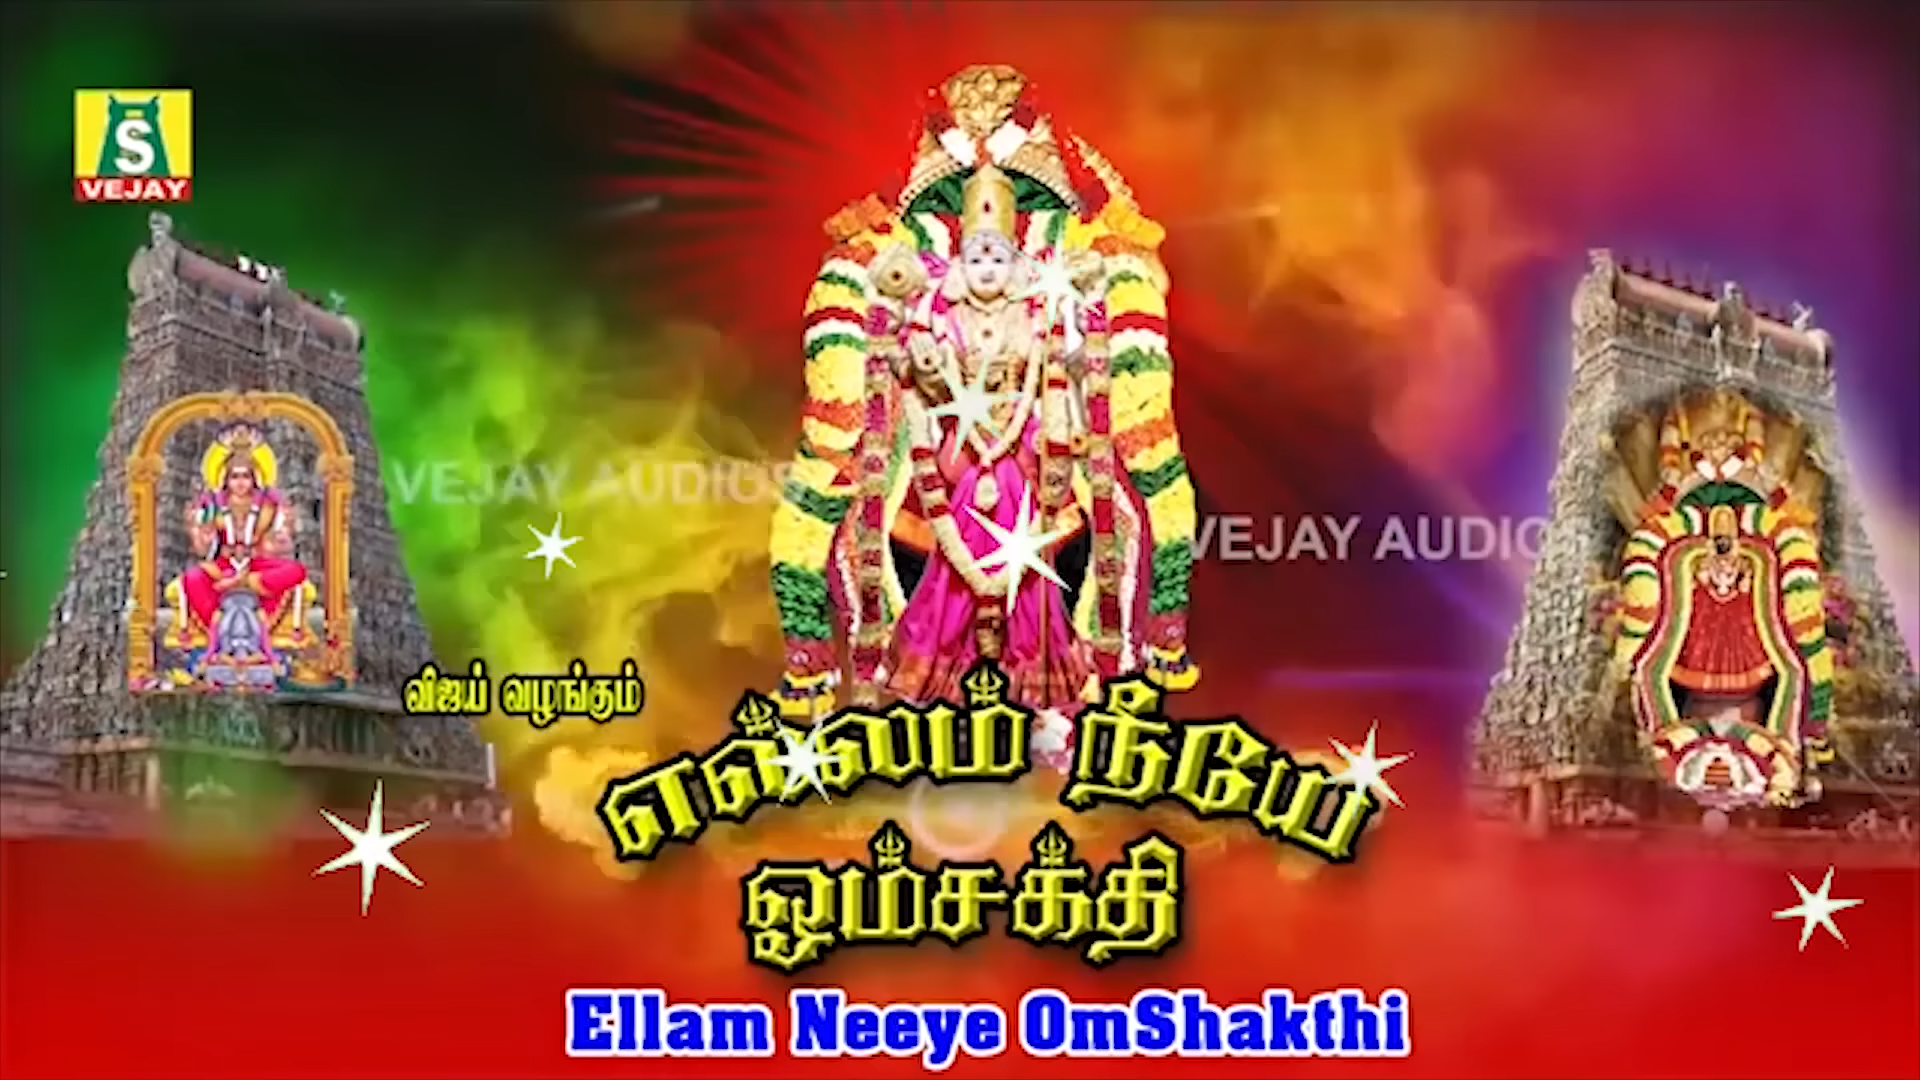 S
VEJAY
VEJAY AUDIOS
VEJAY AUDIO
விஜய் வழங்கும்
எல்லம் நீயே
ஓம்சக்தி
Ellam Neeye OmShakthi